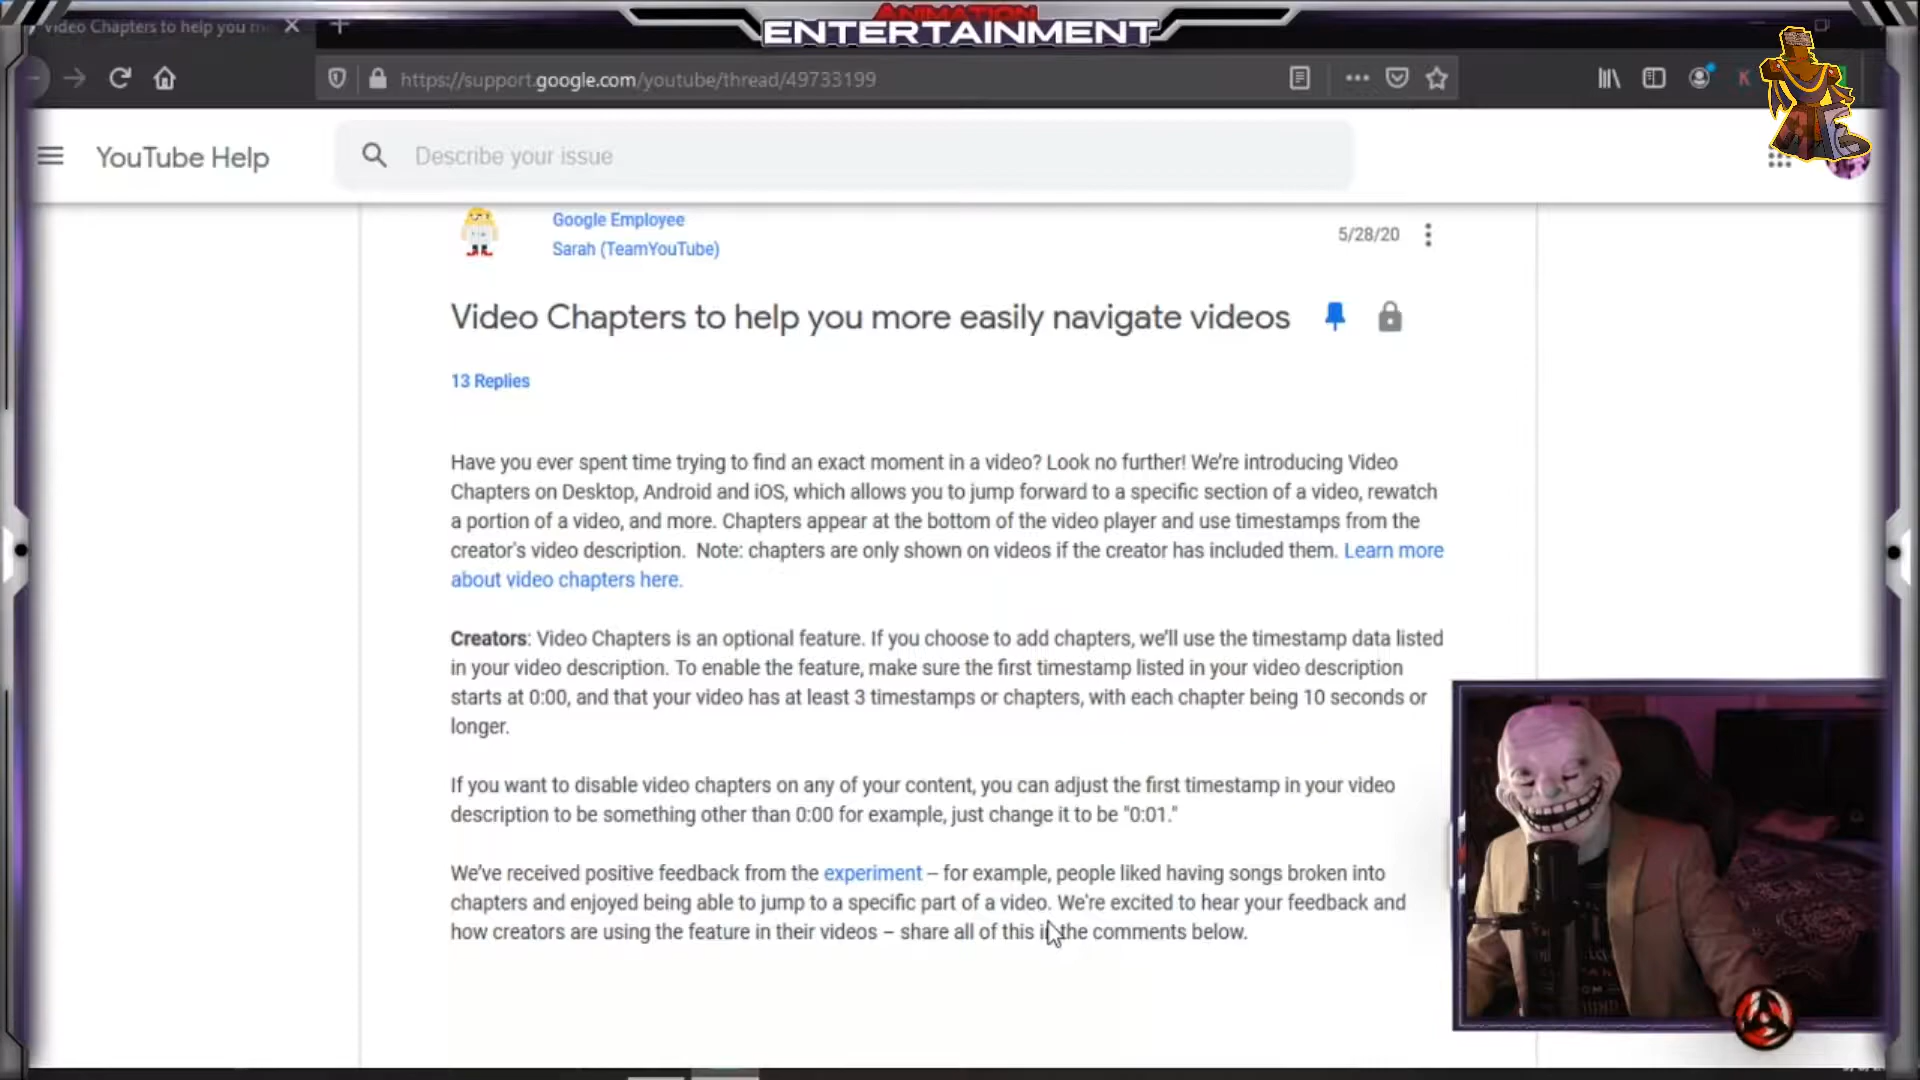 ANIMATION
ENTERTAINMENT
Video Chapters to help you m
https://support.google.com/youtube/thread/49733199
YouTube Help
Describe your issue
Google Employee
Sarah (TeamYouTube)
5/28/20
Video Chapters to help you more easily navigate videos
13 Replies
Have you ever spent time trying to find an exact moment in a video? Look no further! We're introducing Video
Chapters on Desktop, Android and iOS, which allows you to jump forward to a specific section of a video, rewatch
a portion of a video, and more. Chapters appear at the bottom of the video player and use timestamps from the
creator's video description. Note: chapters are only shown on videos if the creator has included them. Learn more
about video chapters here.
Creators: Video Chapters is an optional feature. If you choose to add chapters, we'll use the timestamp data listed
in your video description. To enable the feature, make sure the first timestamp listed in your video description
starts at 0:00, and that your video has at least 3 timestamps or chapters, with each chapter being 10 seconds or
longer.
If you want to disable video chapters on any of your content, you can adjust the first timestamp in your video
description to be something other than 0:00 for example, just change it to be "0:01."
We've received positive feedback from the experiment – for example, people liked having songs broken into
chapters and enjoyed being able to jump to a specific part of a video. We're excited to hear your feedback and
how creators are using the feature in their videos – share all of this in the comments below.